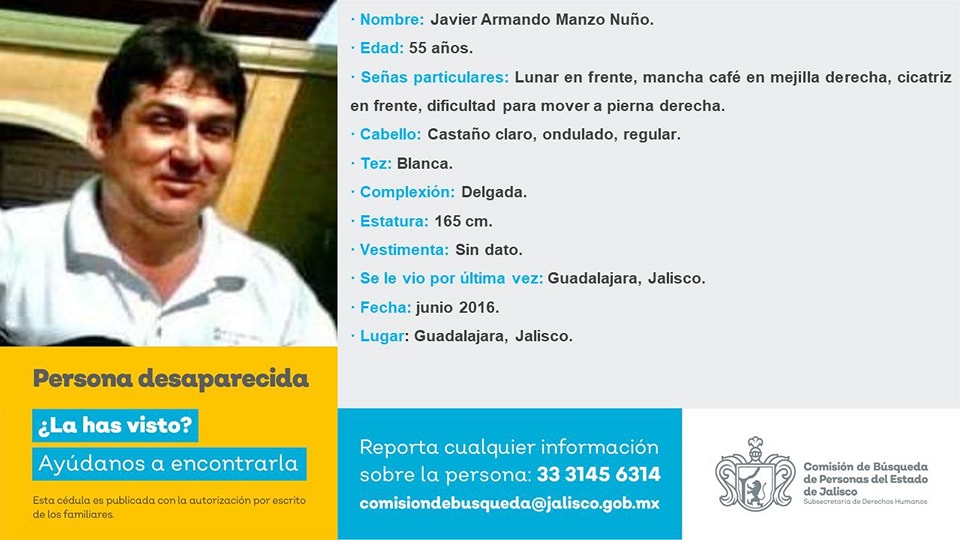 · Nombre: Javier Armando Manzo Nuño.
· Edad: 55 años.
· Señas particulares: Lunar en frente, mancha café en mejilla derecha, cicatriz
en frente, dificultad para mover a pierna derecha.
· Cabello: Castaño claro, ondulado, regular.
· Tez: Blanca.
· Complexión: Delgada.
· Estatura: 165 cm.
· Vestimenta: Sin dato.
· Se le vio por última vez: Guadalajara, Jalisco.
· Fecha: junio 2016.
· Lugar: Guadalajara, Jalisco.
Persona desaparecida
¿La has visto?
Ayúdanos a encontrarla
Esta cédula es publicada con la autorización por escrito
de los familiares.
Reporta cualquier información
sobre la persona: 33 3145 6314
comisiondebusqueda@jalisco.gob.mx
Comisión de Búsqueda
de Personas del Estado
de Jalisco
Subsecretaría de Derechos Humanos